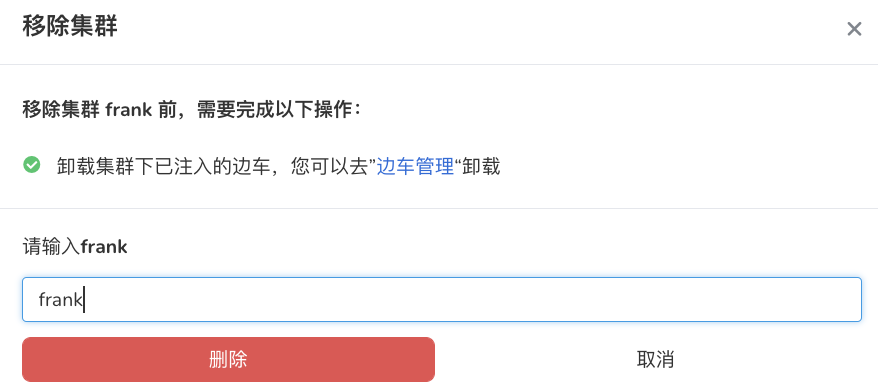 移除集群
移除集群 frank 前，需要完成以下操作：
卸载集群下已注入的边车，您可以去”边车管理“卸载
请输入frank
frank
删除
取消